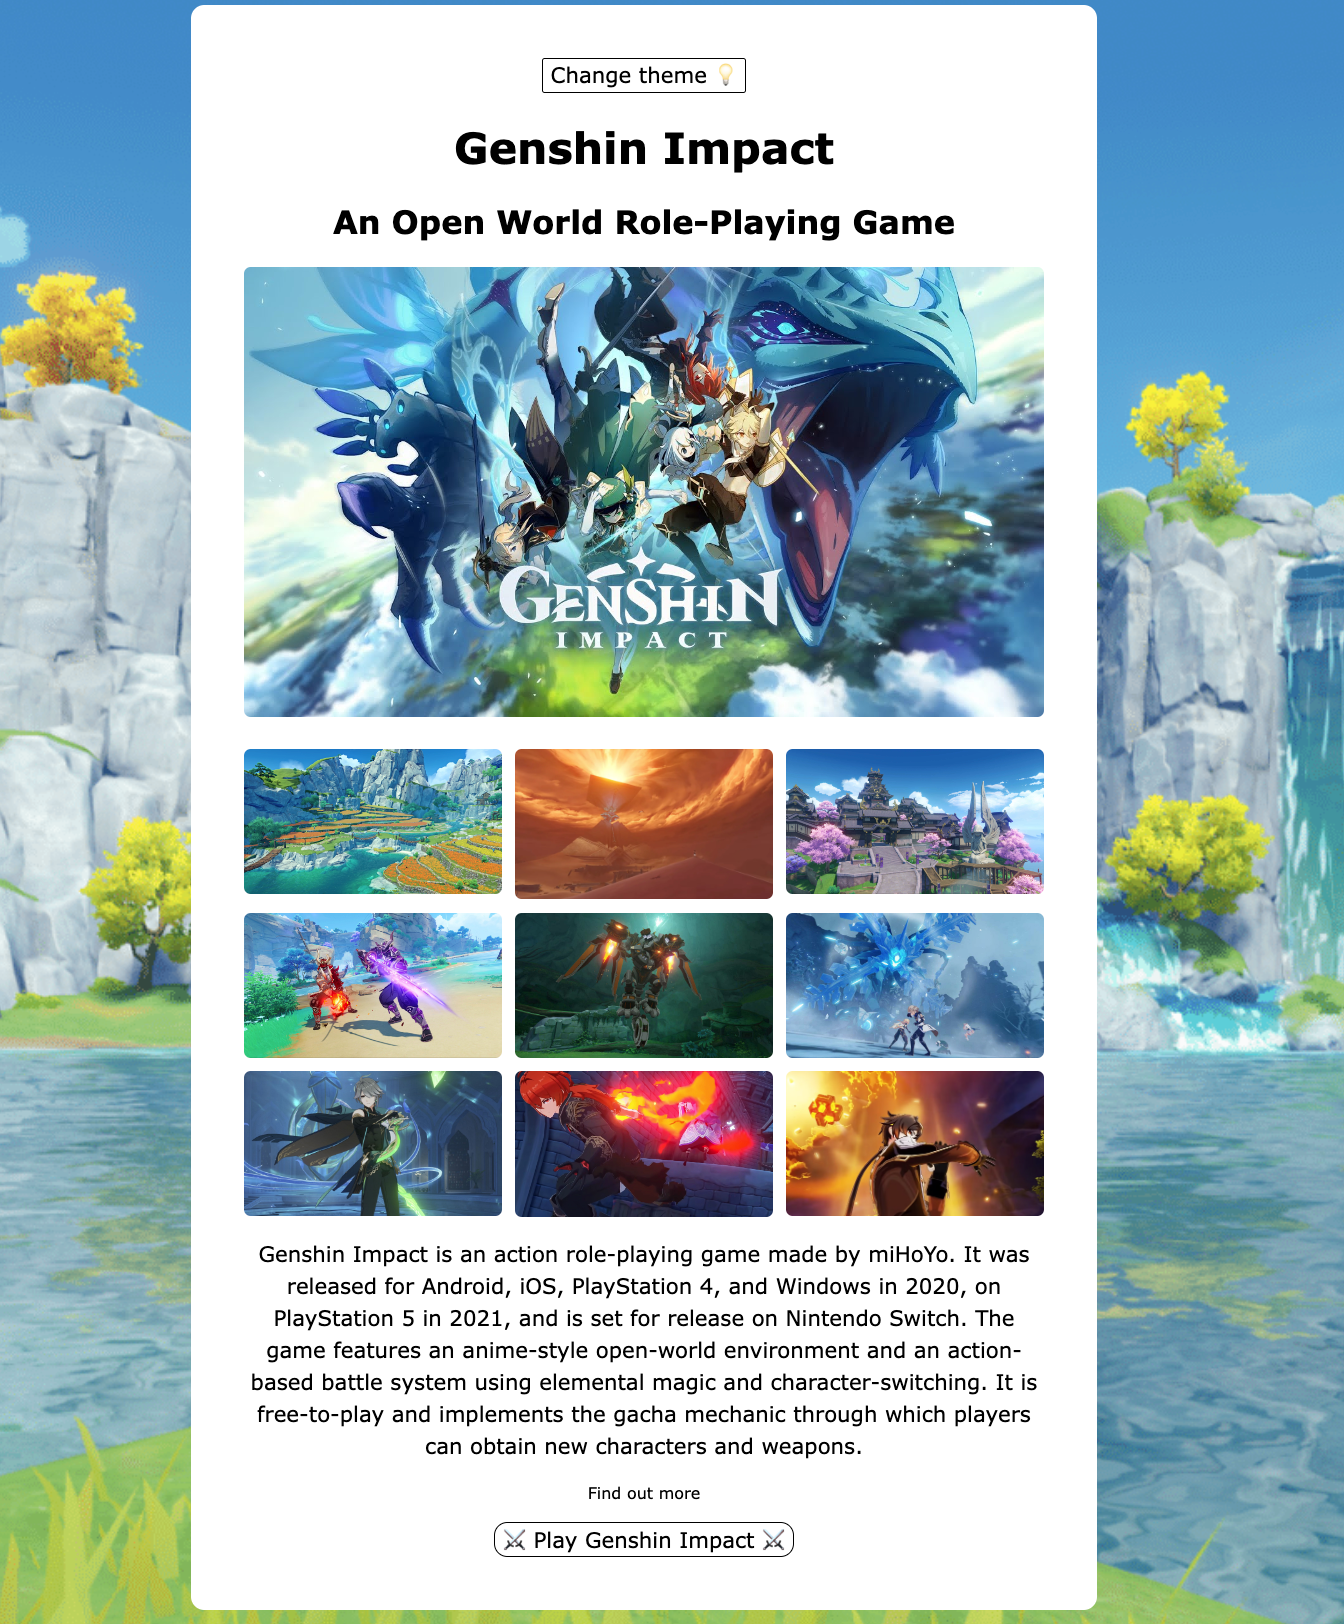 Change theme 💡
Genshin Impact
An Open World Role-Playing Game
GENSHIN
IMPACT
Genshin Impact is an action role-playing game made by miHoYo. It was
released for Android, iOS, PlayStation 4, and Windows in 2020, on
PlayStation 5 in 2021, and is set for release on Nintendo Switch. The
game features an anime-style open-world environment and an action-
based battle system using elemental magic and character-switching. It is
free-to-play and implements the gacha mechanic through which players
can obtain new characters and weapons.
Find out more
⚔️ Play Genshin Impact ⚔️